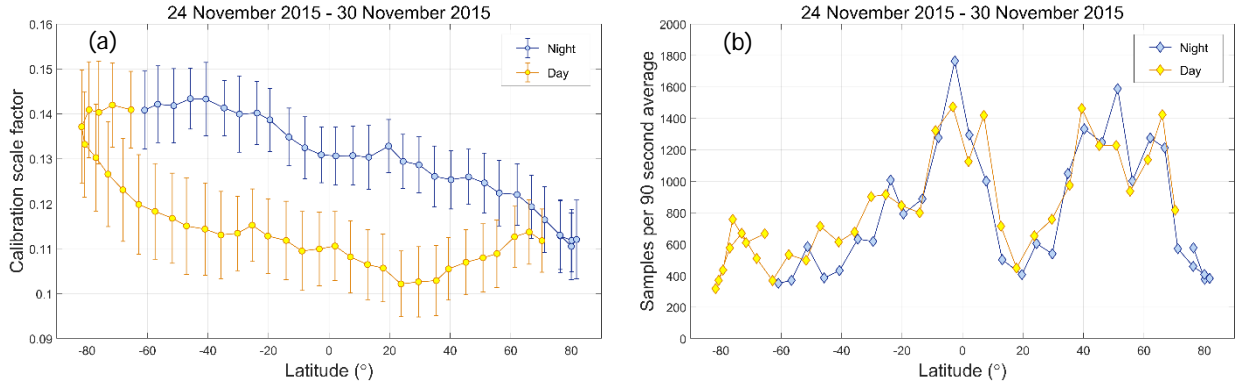 24 November 2015 - 30 November 2015
(a)
Night
Day
Calibration scale factor
0.16
0.15
0.14
0.13
0.12
0.11
0.1
0.09
-80 -60 -40 -20 0 20 40 60 80
Latitude (°)
24 November 2015 - 30 November 2015
(b)
Night
Day
Samples per 90 second average
2000
1800
1600
1400
1200
1000
800
600
400
200
0
-80 -60 -40 -20 0 20 40 60 80
Latitude (°)